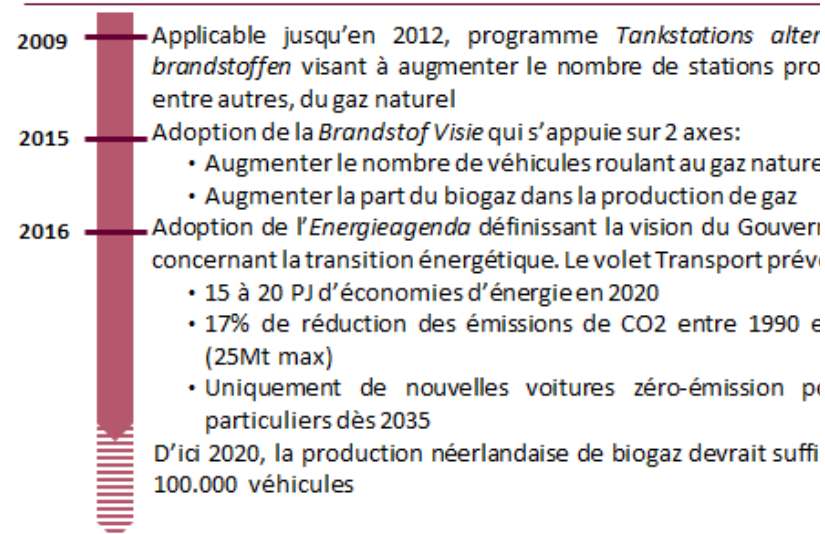 2009 Applicable jusqu'en 2012, programme Tankstations alter
brandstoffen visant à augmenter le nombre de stations pro
entre autres, du gaz naturel
2015 Adoption de la Brandstof Visie qui s'appuie sur 2 axes:
• Augmenter le nombre de véhicules roulant au gaz nature
• Augmenter la part du biogaz dans la production de gaz
2016 Adoption de l'Energieagenda définissant la vision du Gouvern
concernant la transition énergétique. Le volet Transport prév
• 15 à 20 PJ d'économies d'énergie en 2020
• 17% de réduction des émissions de CO2 entre 1990 e
(25Mt max)
• Uniquement de nouvelles voitures zéro-émission p
particuliers dès 2035
D'ici 2020, la production néerlandaise de biogaz devrait suffi
100.000 véhicules